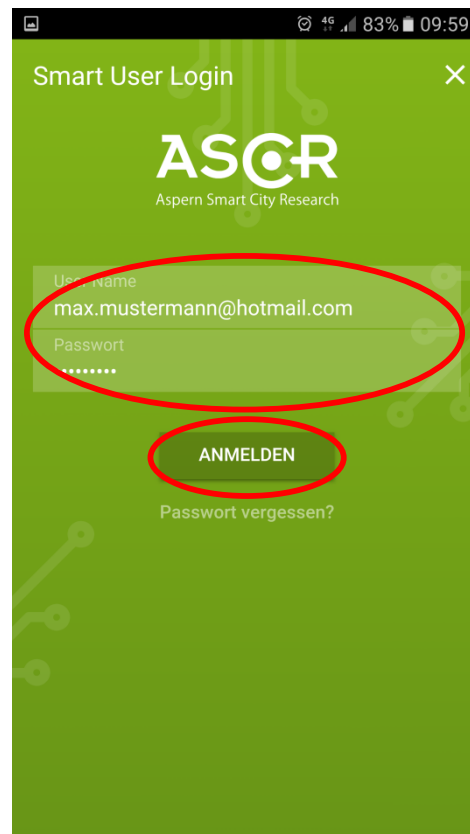 4G 83% 09:59
Smart User Login
ASCR
Aspern Smart City Research
User Name
max.mustermann@hotmail.com
Passwort
ANMELDEN
Passwort vergessen?